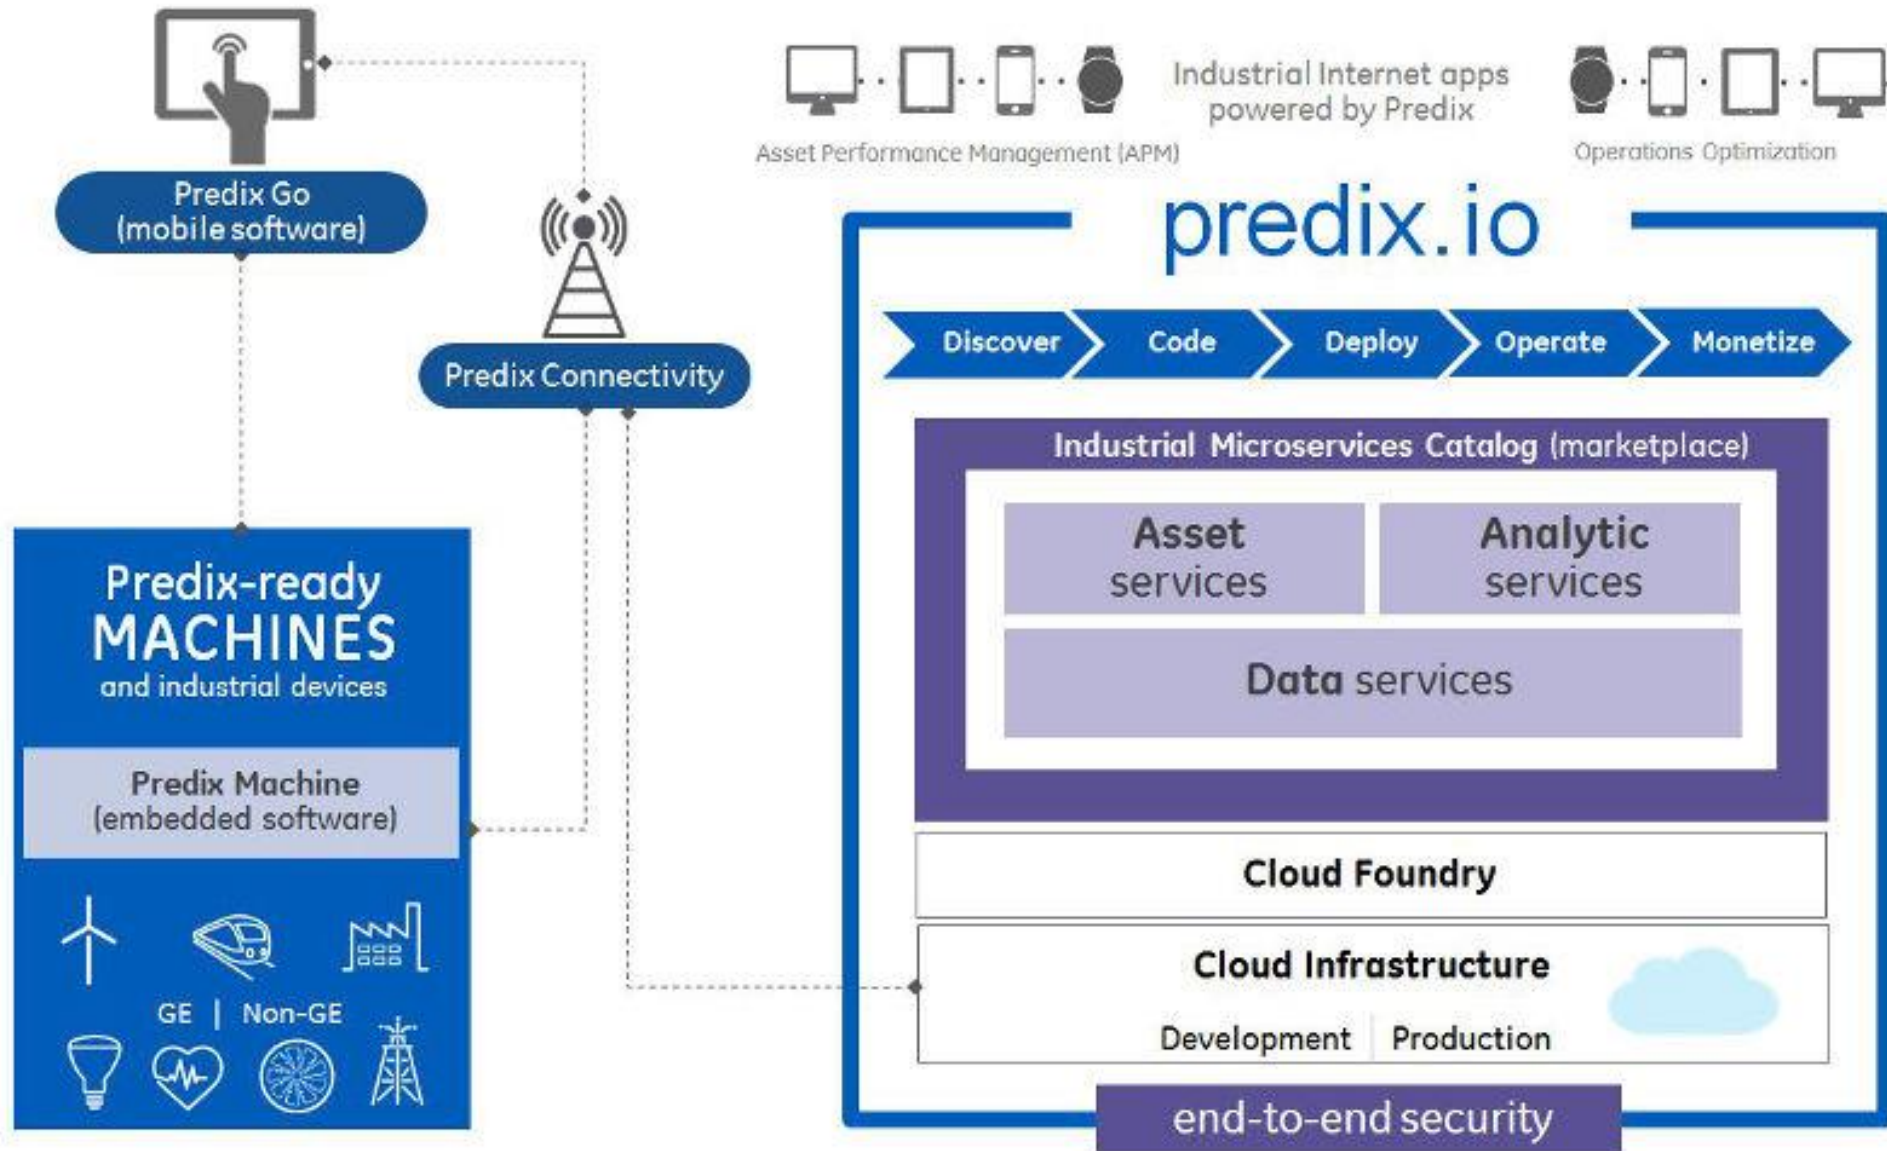 Predix Go
(mobile software)
Predix Connectivity
Predix-ready
MACHINES
and industrial devices
Predix Machine
(embedded software)
GE | Non-GE
Industrial Internet apps
powered by Predix
Asset Performance Management (APM)
Operations Optimization
predix.io
Discover
Code
Deploy
Operate
Monetize
Industrial Microservices Catalog (marketplace)
Asset
services
Analytic
services
Data services
Cloud Foundry
Cloud Infrastructure
Development | Production
end-to-end security